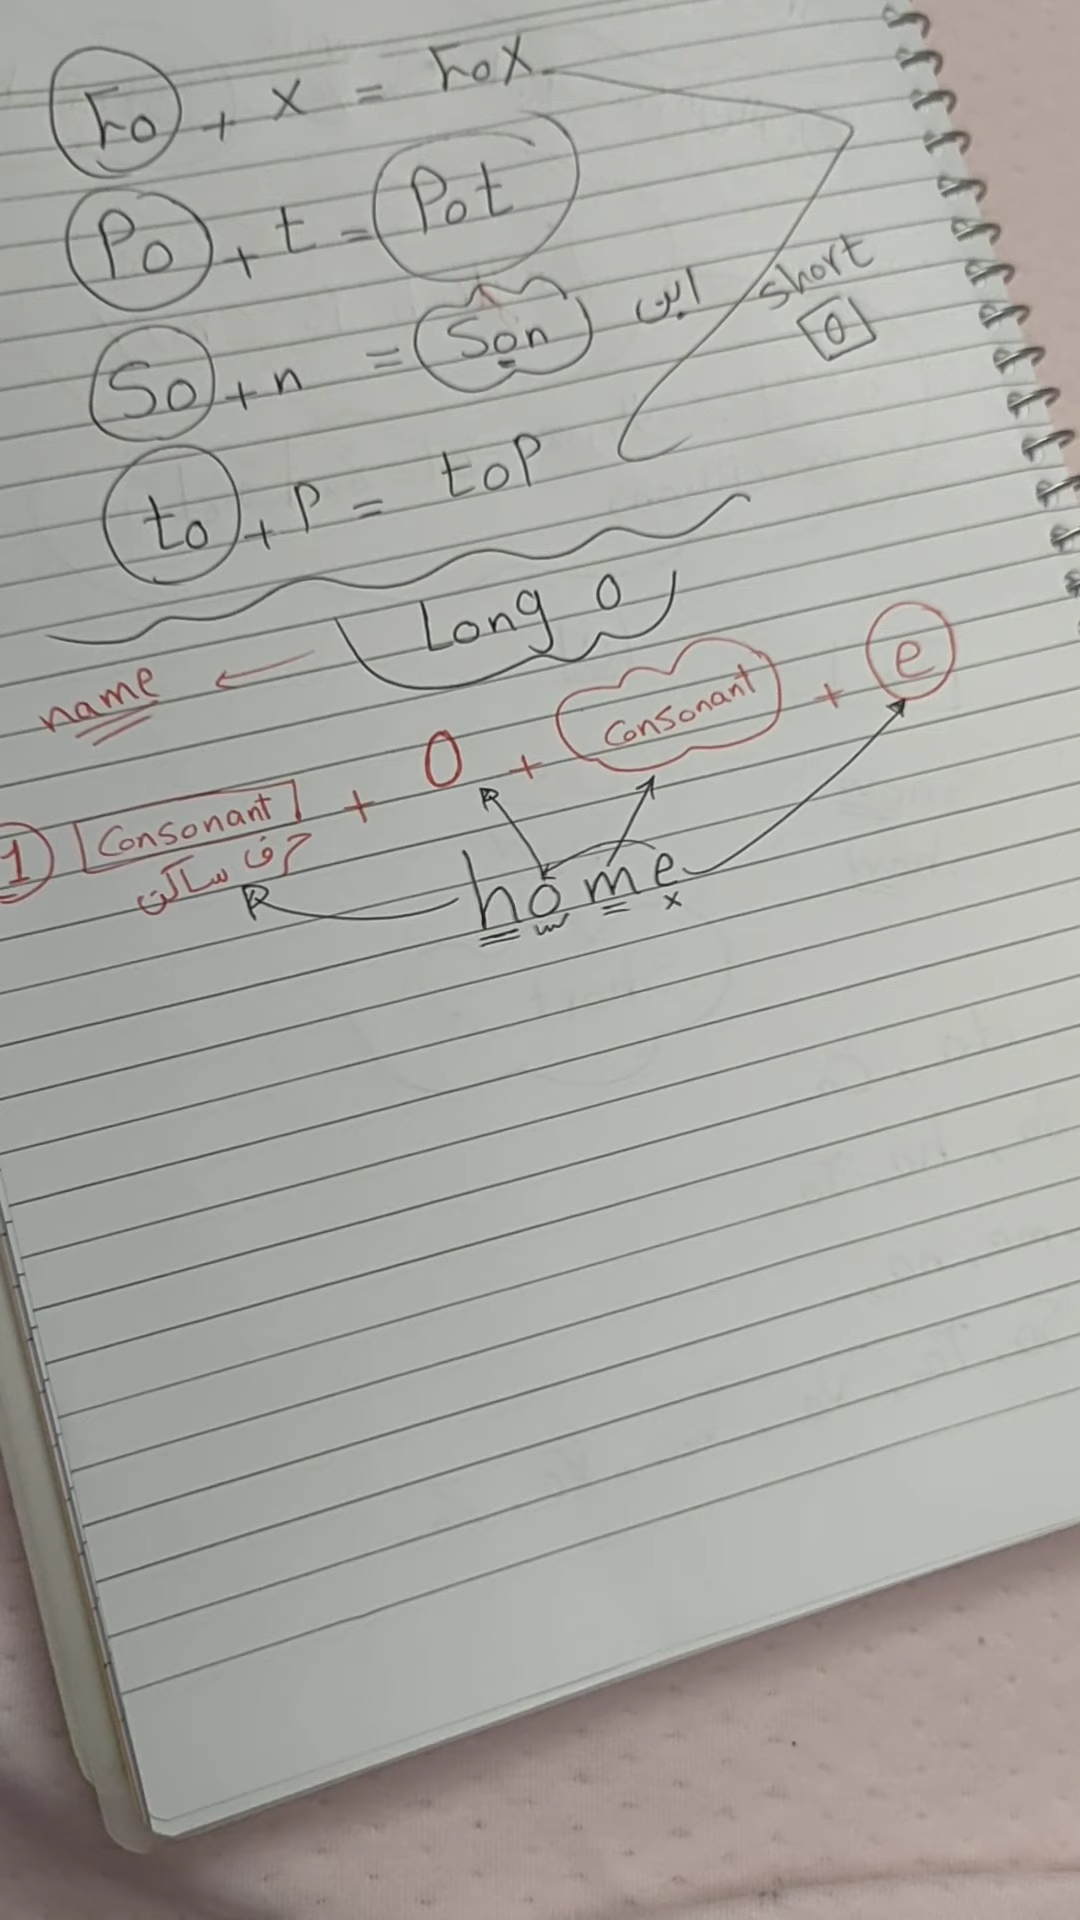 Fo + x = Fox
Po + t = Pot
short
So + n = Son ابن
o
to + P = toP
Long o
name
Consonant + e
1 Consonant + O +
حرف ساكن
home
x